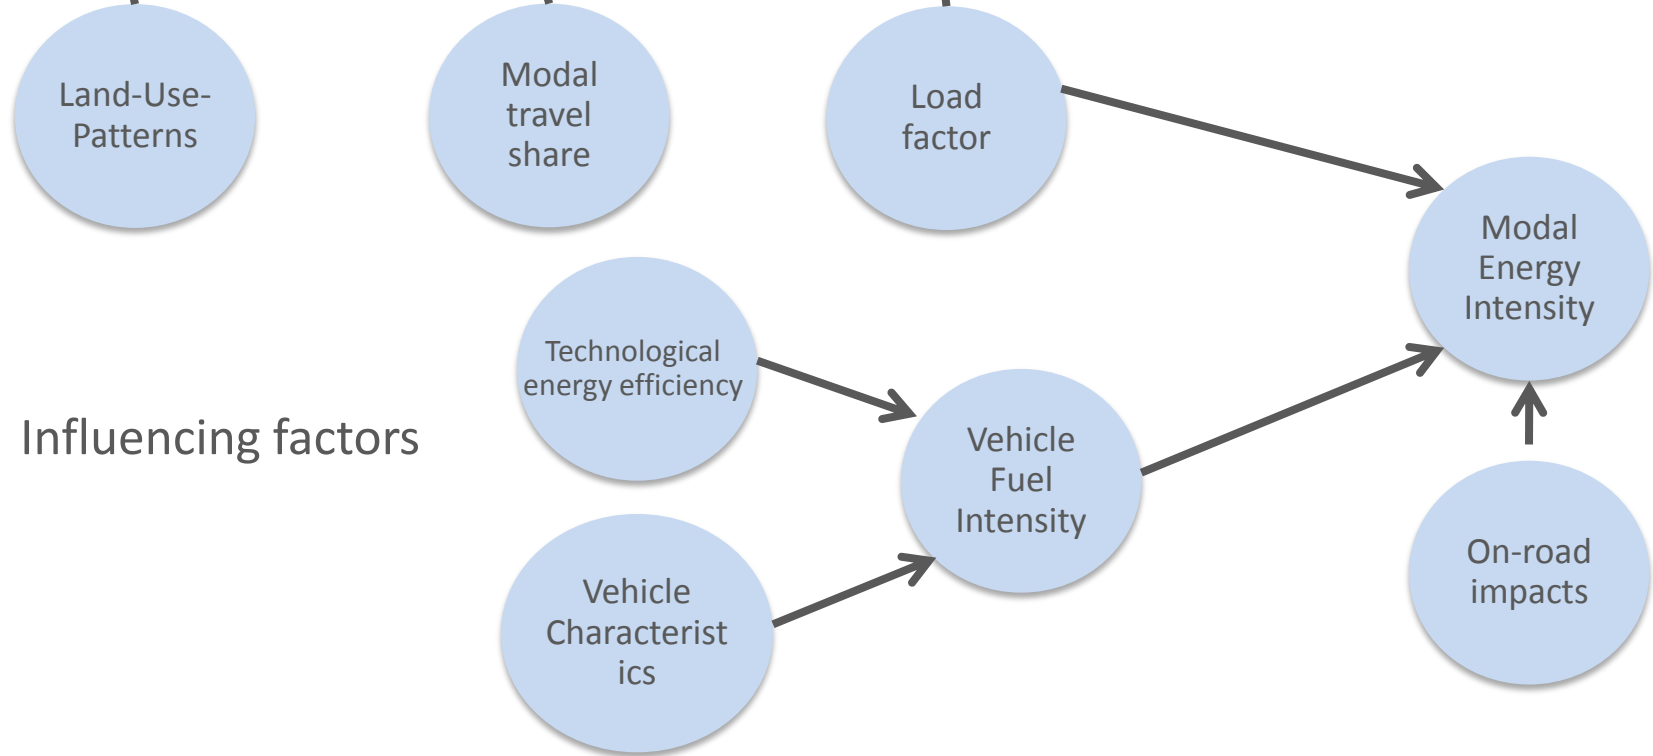 Land-Use-
Patterns
Modal
travel
share
Load
factor
Modal
Energy
Intensity
Technological
energy efficiency
Influencing factors
Vehicle
Fuel
Intensity
Vehicle
Characterist
ics
On-road
impacts